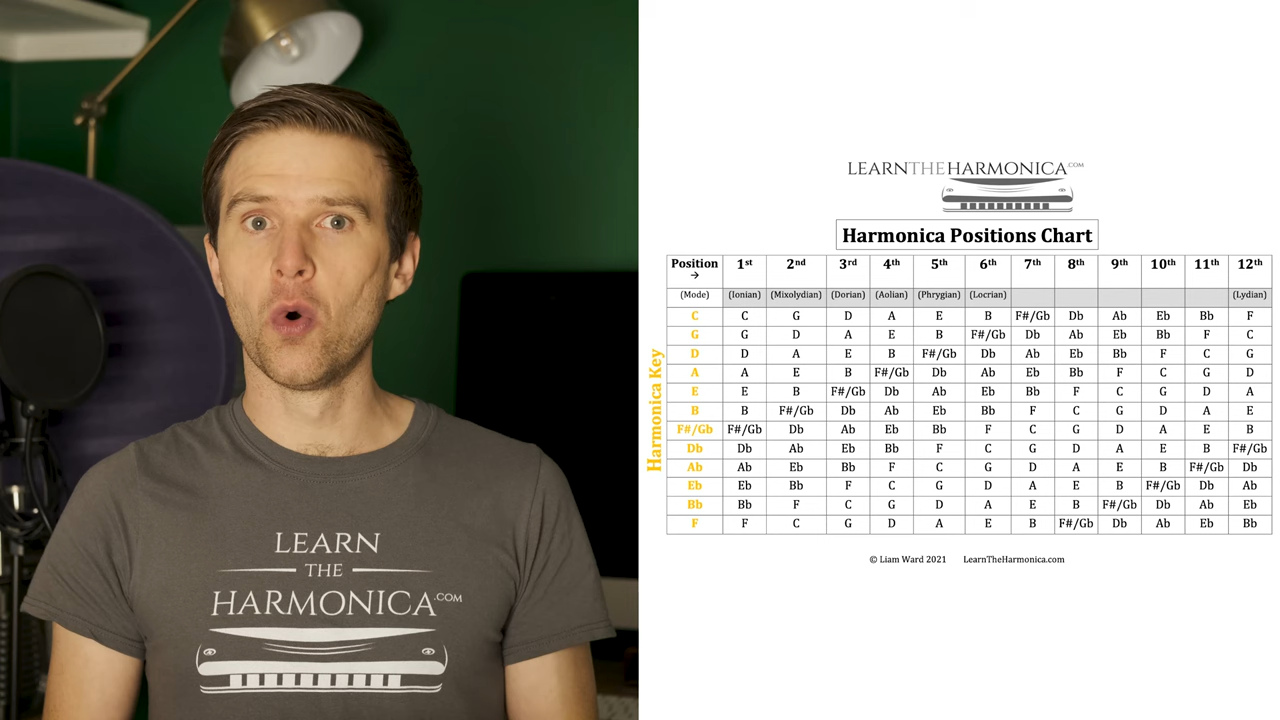 LEARN
THE
HARMONICA.COM
LEARNTHEHARMONICA.COM
Harmonica Positions Chart
Harmonica Key
Position 1st 2nd 3rd 4th 5th 6th 7th 8th 9th 10th 11th 12th
→
(Mode) (Ionian) (Mixolydian) (Dorian) (Aolian) (Phrygian) (Locrian) (Lydian)
C C G D A E B F#/Gb Db Ab Eb Bb F
G G D A E B F#/Gb Db Ab Eb Bb F C
D D A E B F#/Gb Db Ab Eb Bb F C G
A A E B F#/Gb Db Ab Eb Bb F C G D
E E B F#/Gb Db Ab Eb Bb F C G D A
B B F#/Gb Db Ab Eb Bb F C G D A E
F#/Gb F#/Gb Db Ab Eb Bb F C G D A E B
Db Db Ab Eb Bb F C G D A E B F#/Gb
Ab Ab Eb Bb F C G D A E B F#/Gb Db
Eb Eb Bb F C G D A E B F#/Gb Db Ab
Bb Bb F C G D A E B F#/Gb Db Ab Eb
F F C G D A E B F#/Gb Db Ab Eb Bb
© Liam Ward 2021 LearnTheHarmonica.com